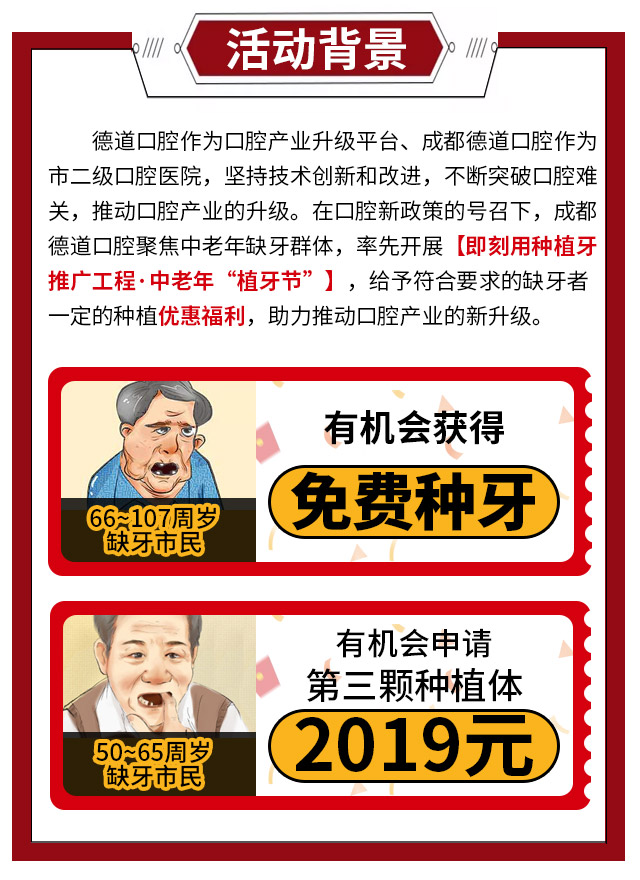 活动背景
德道口腔作为口腔产业升级平台、成都德道口腔作为
市二级口腔医院，坚持技术创新和改进，不断突破口腔难
关，推动口腔产业的升级。在口腔新政策的号召下，成都
德道口腔聚焦中老年缺牙群体，率先开展【即刻用种植牙
推广工程·中老年“植牙节”】，给予符合要求的缺牙者
一定的种植优惠福利，助力推动口腔产业的新升级。
有机会获得
免费种牙
66~107周岁
缺牙市民
有机会申请
第三颗种植体
2019元
50~65周岁
缺牙市民